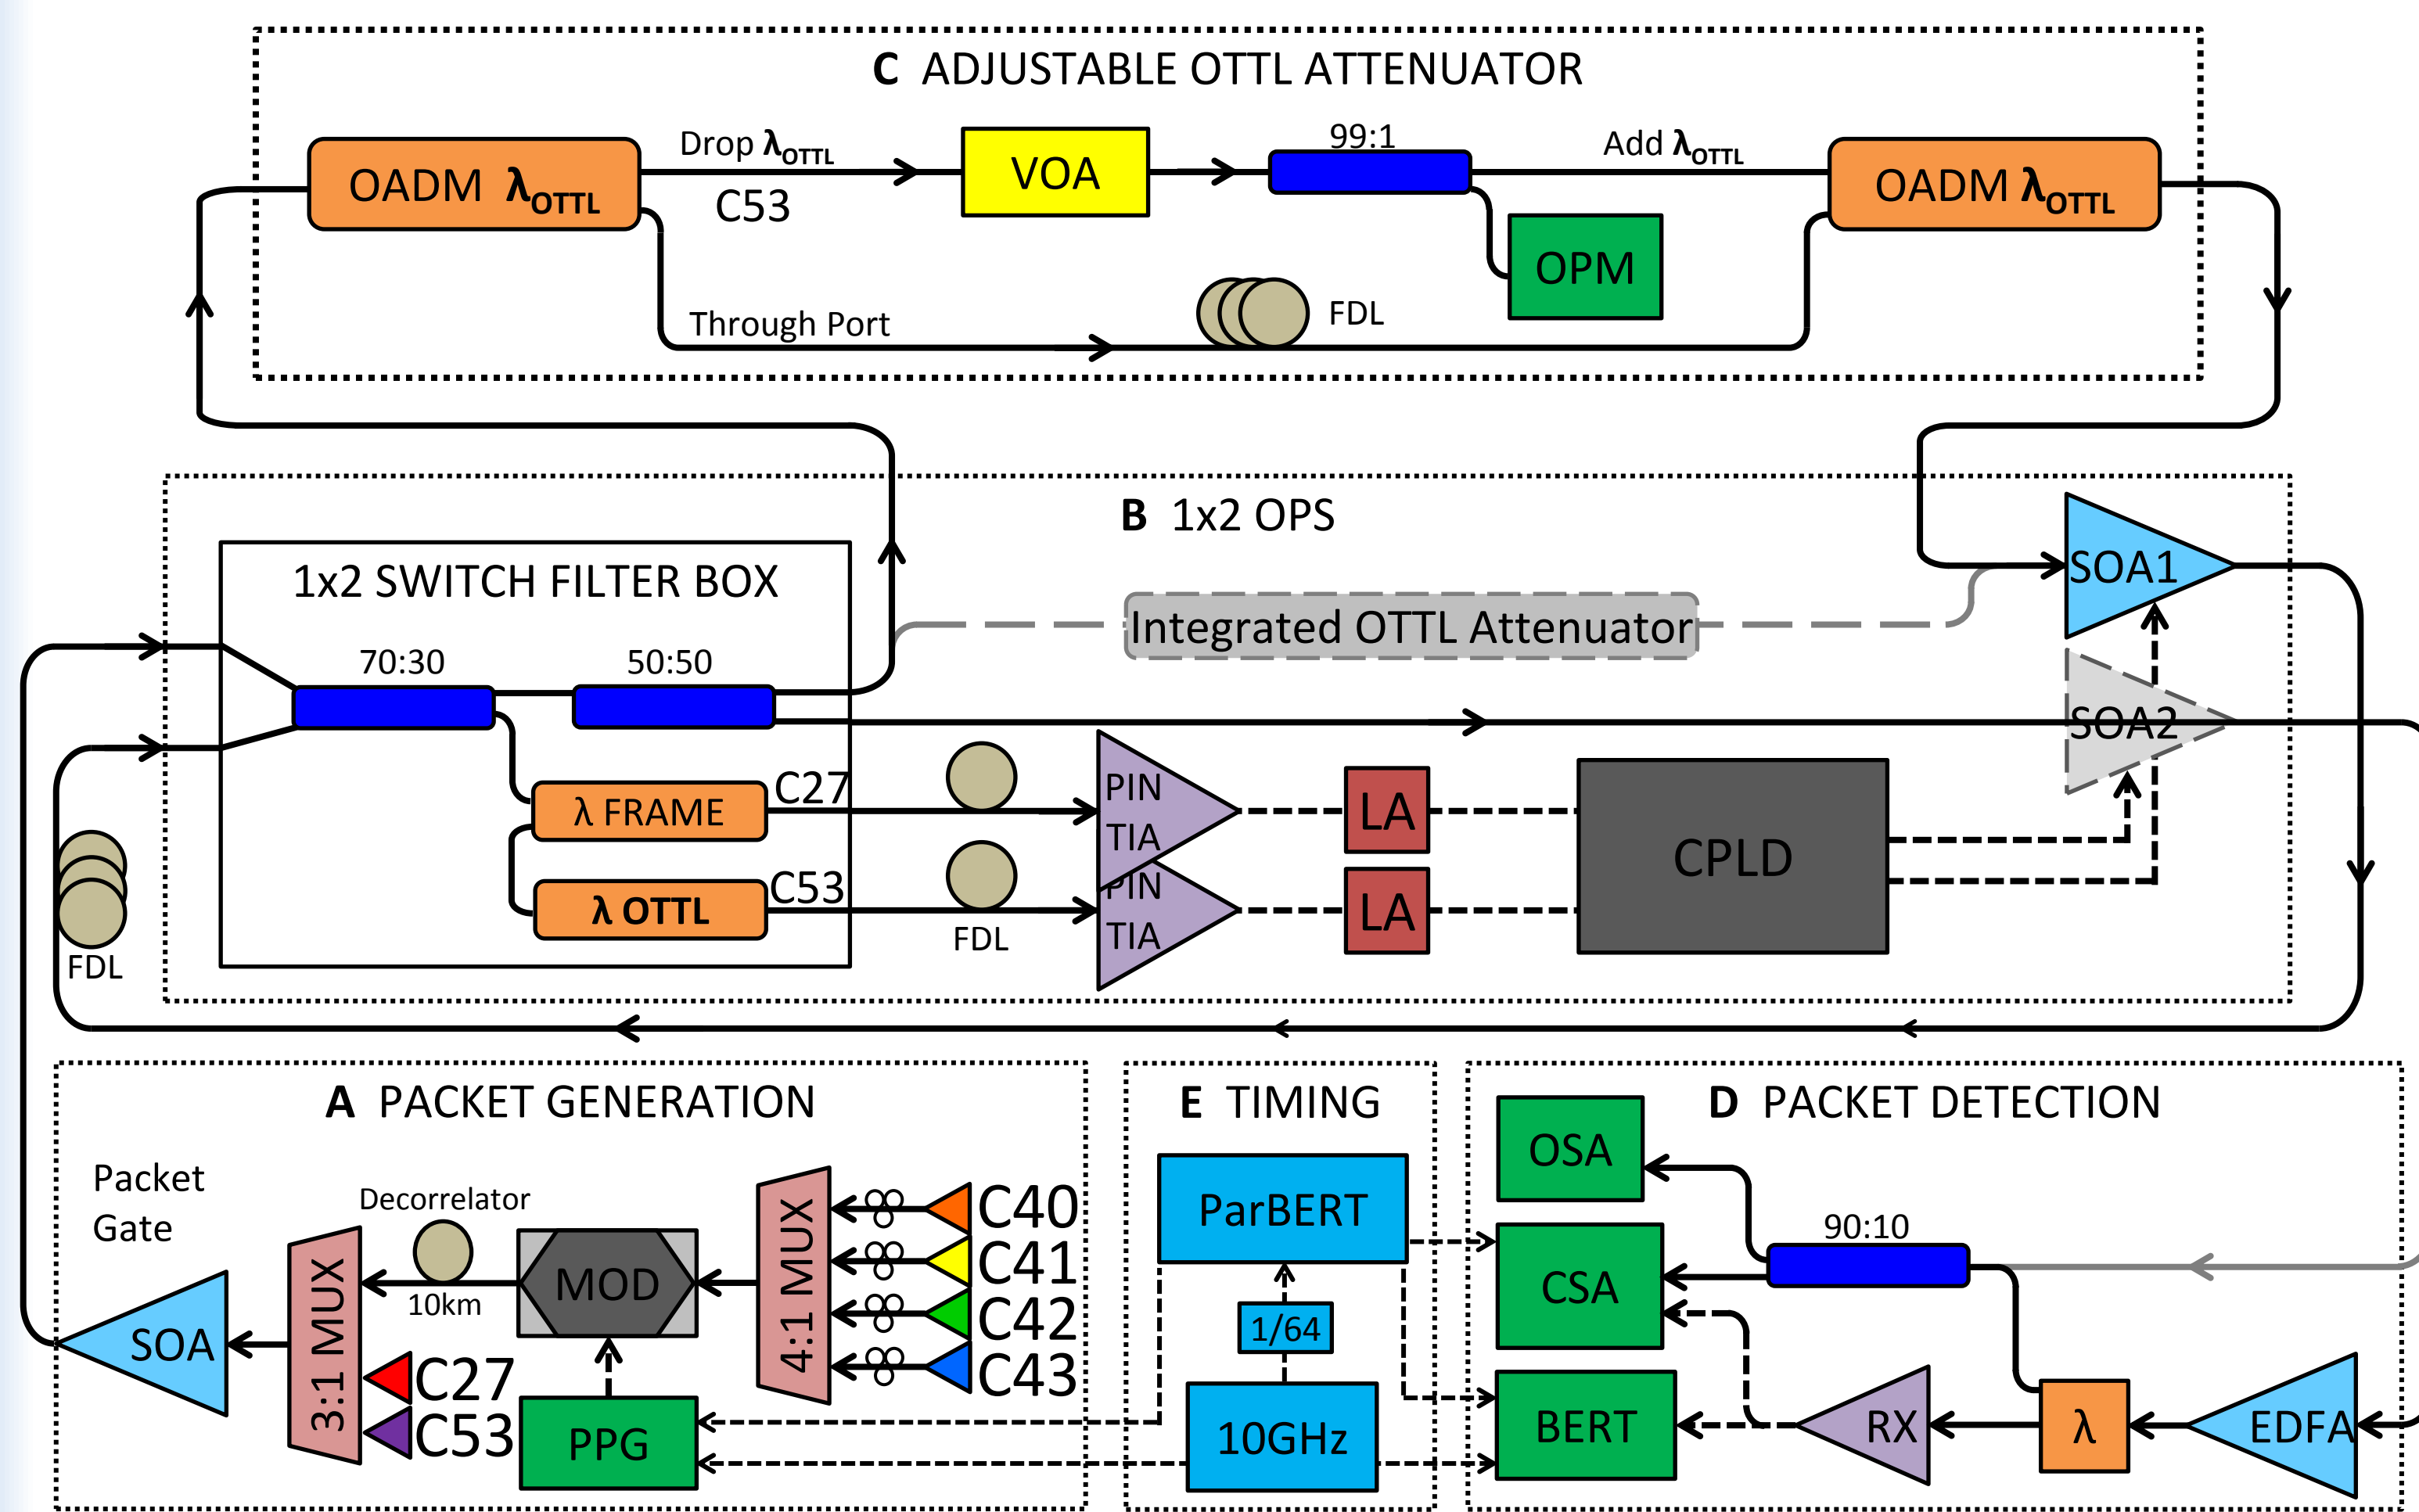 C ADJUSTABLE OTTL ATTENUATOR
OADM λOTTL
Drop λOTTL
C53
VOA
99:1
Add λOTTL
OADM λOTTL
OPM
Through Port
FDL
B 1x2 OPS
1x2 SWITCH FILTER BOX
70:30
50:50
Integrated OTTL Attenuator
SOA1
SOA2
λ FRAME
C27
PIN
TIA
LA
CPLD
λ OTTL
C53
FDL
PIN
TIA
LA
FDL
A PACKET GENERATION
Packet
Gate
SOA
3:1 MUX
Decorrelator
10km
MOD
4:1 MUX
C40
C41
C42
C43
C27
C53
PPG
E TIMING
ParBERT
1/64
10GHz
D PACKET DETECTION
OSA
CSA
BERT
90:10
RX
λ
EDFA